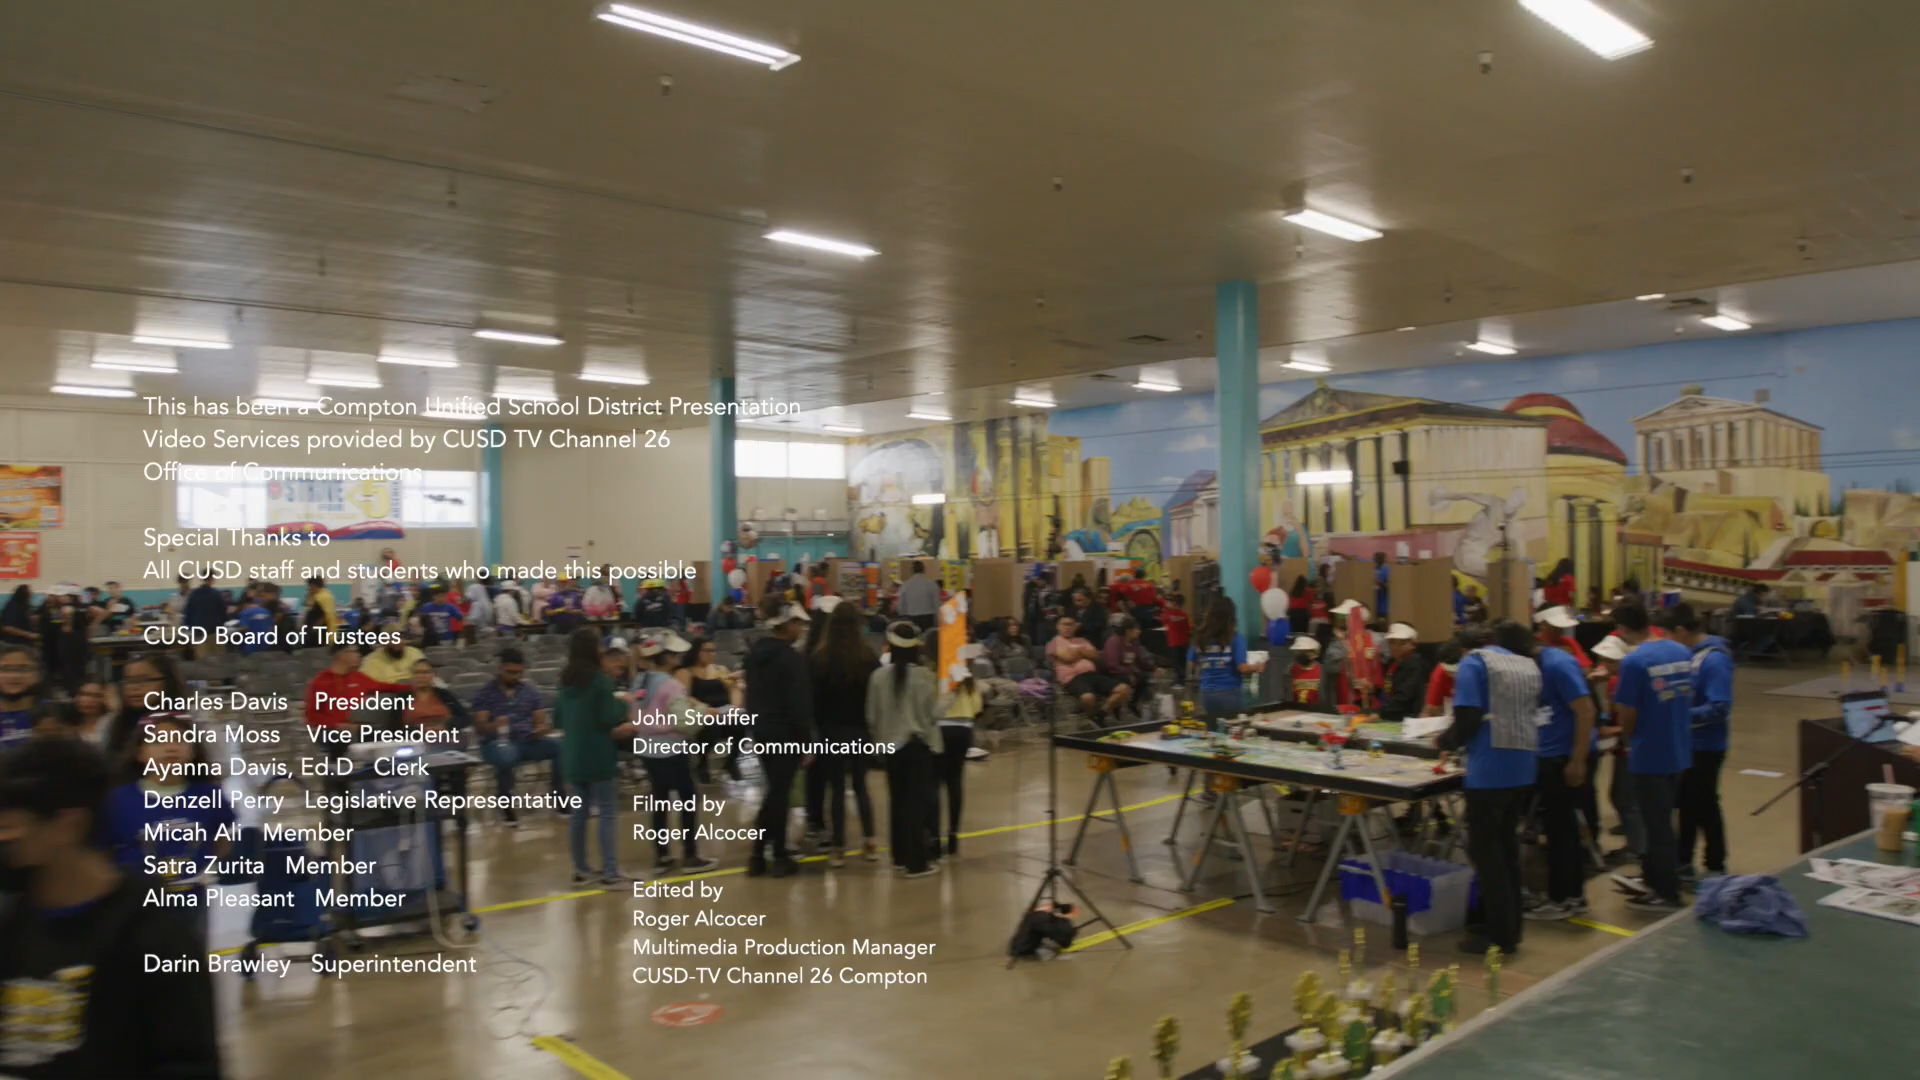 This has been a Compton Unified School District Presentation
Video Services provided by CUSD TV Channel 26
Office of Communications
Special Thanks to
All CUSD staff and students who made this possible
CUSD Board of Trustees
Charles Davis President
Sandra Moss Vice President
Ayanna Davis, Ed.D Clerk
Denzell Perry Legislative Representative
Micah Ali Member
Satra Zurita Member
Alma Pleasant Member
Darin Brawley Superintendent
John Stouffer
Director of Communications
Filmed by
Roger Alcocer
Edited by
Roger Alcocer
Multimedia Production Manager
CUSD-TV Channel 26 Compton